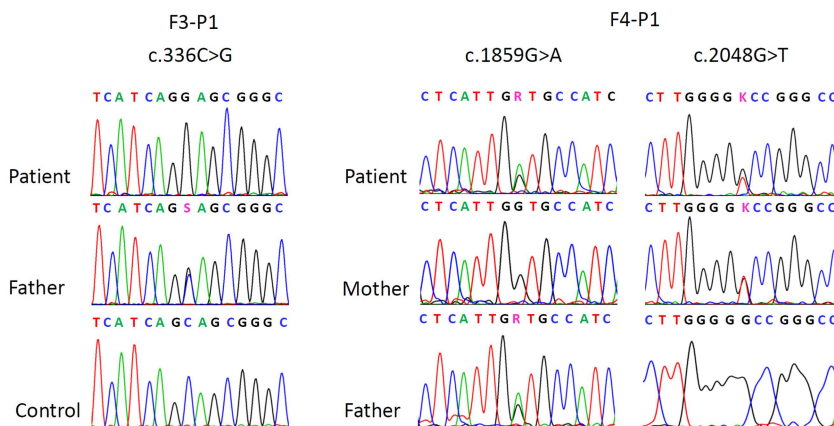 F3-P1
c.336C>G
TCATCAGGAGCGGGC
Patient
TCATCAGSAGCGGGC
Father
TCATCAGCAGCGGGC
Control
F4-P1
c.1859G>A c.2048G>T
CTCATTGRTGCCATC CTTGGGGKCCGGGCC
Patient
CTCATTGGTGCCATC CTTGGGGKCCGGGCC
Mother
CTCATTGRTGCCATC CTTGGGGGCCGGGCC
Father